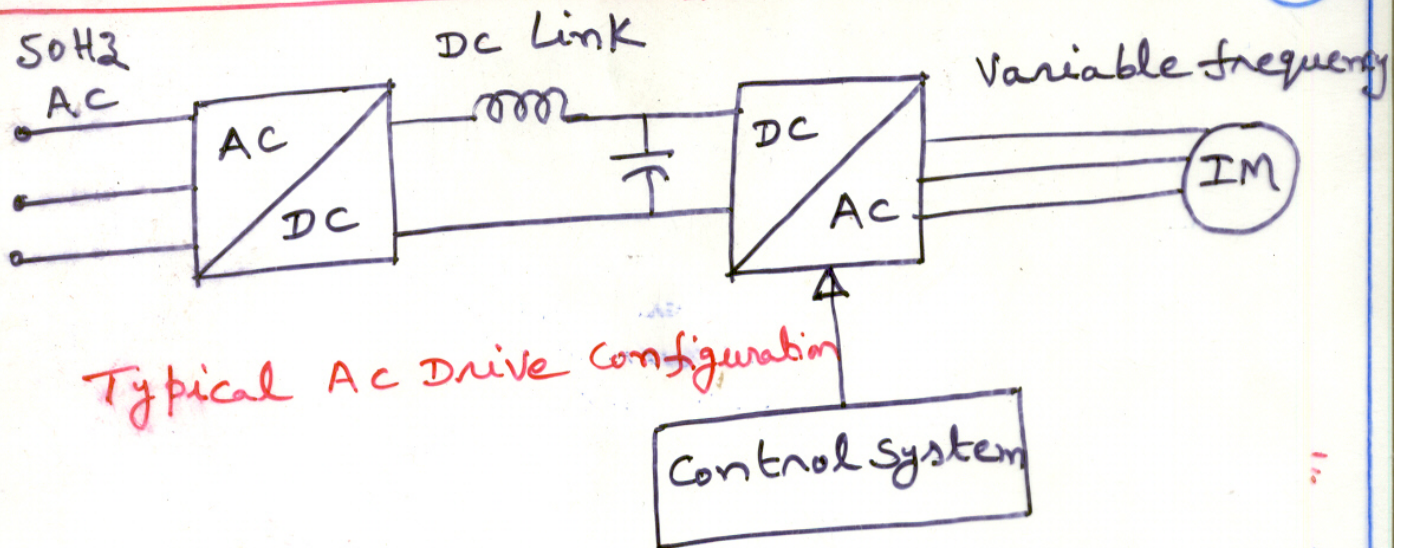 50HZ
AC
DC Link
Variable frequency
AC
DC
DC
AC
IM
Typical AC Drive Configuration
Control System